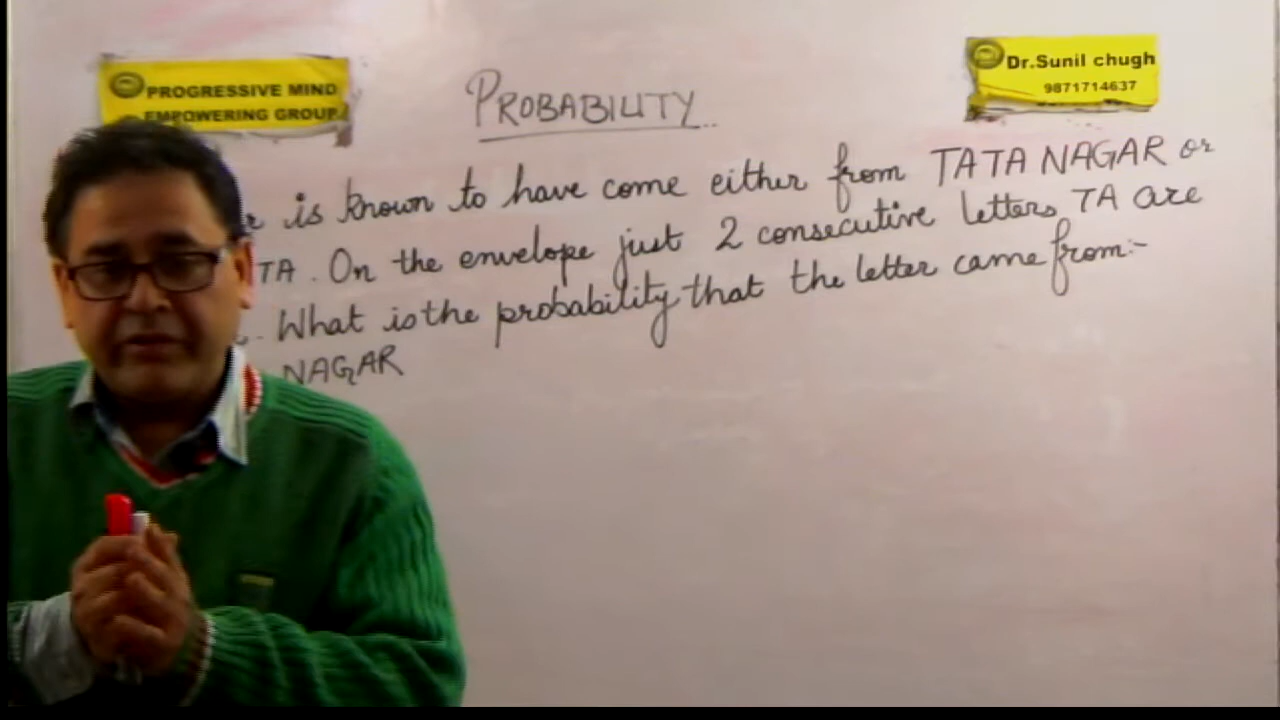 PROGRESSIVE MIND
EMPOWERING GROUP
Dr.Sunil chugh
9871714637
PROBABILITY
is known to have come either from TATA NAGAR or
TA. On the envelope just 2 consecutive letters TA are
What is the probability that the letter came from:-
NAGAR